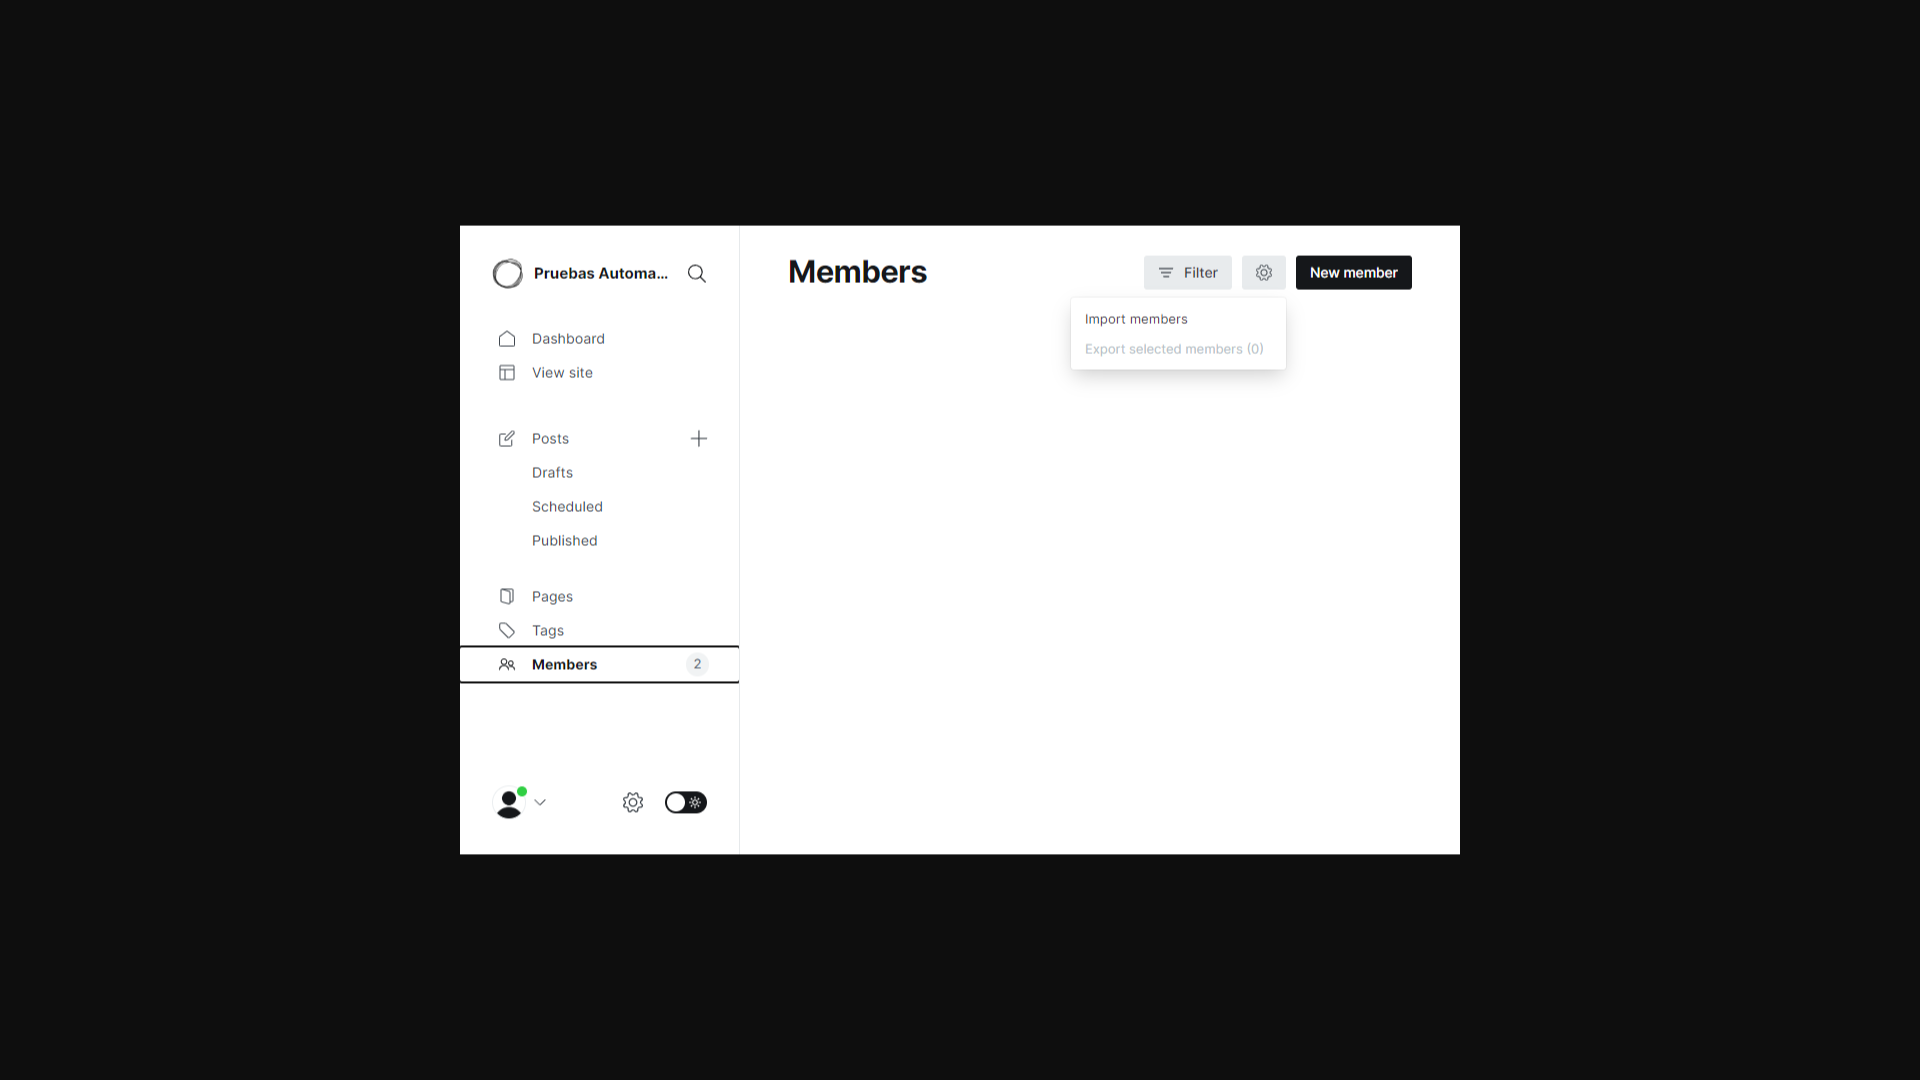 Pruebas Automa...
Dashboard
View site
Posts
Drafts
Scheduled
Published
Pages
Tags
Members 2
Members
Filter
New member
Import members
Export selected members (0)